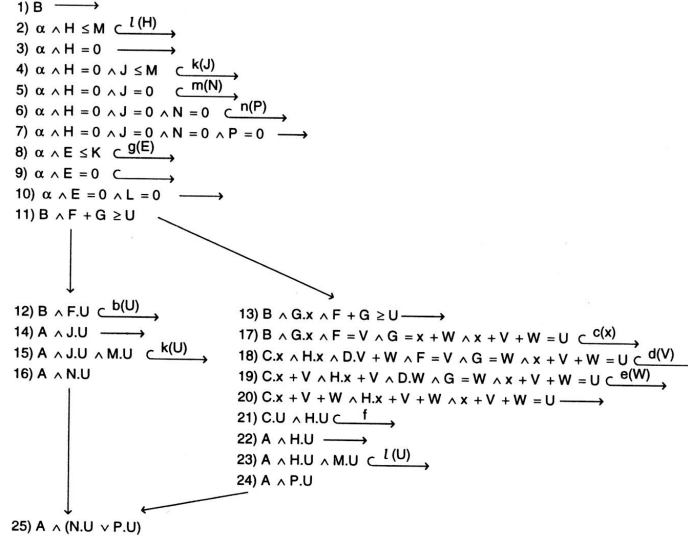 1) B
2) α ∧ H ≤ M l(H)
3) α ∧ H = 0
4) α ∧ H = 0 ∧ J ≤ M k(J)
5) α ∧ H = 0 ∧ J = 0 m(N)
6) α ∧ H = 0 ∧ J = 0 ∧ N = 0 n(P)
7) α ∧ H = 0 ∧ J = 0 ∧ N = 0 ∧ P = 0
8) α ∧ E ≤ K g(E)
9) α ∧ E = 0
10) α ∧ E = 0 ∧ L = 0
11) B ∧ F + G ≥ U
12) B ∧ F.U b(U)
14) A ∧ J.U
15) A ∧ J.U ∧ M.U k(U)
16) A ∧ N.U
13) B ∧ G.x ∧ F + G ≥ U
17) B ∧ G.x ∧ F = V ∧ G = x + W ∧ x + V + W = U c(x)
18) C.x ∧ H.x ∧ D.V + W ∧ F = V ∧ G = W ∧ x + V + W = U d(V)
19) C.x + V ∧ H.x + V ∧ D.W ∧ G = W ∧ x + V + W = U e(W)
20) C.x + V + W ∧ H.x + V + W ∧ x + V + W = U
21) C.U ∧ H.U f
22) A ∧ H.U
23) A ∧ H.U ∧ M.U l(U)
24) A ∧ P.U
25) A ∧ (N.U ∨ P.U)